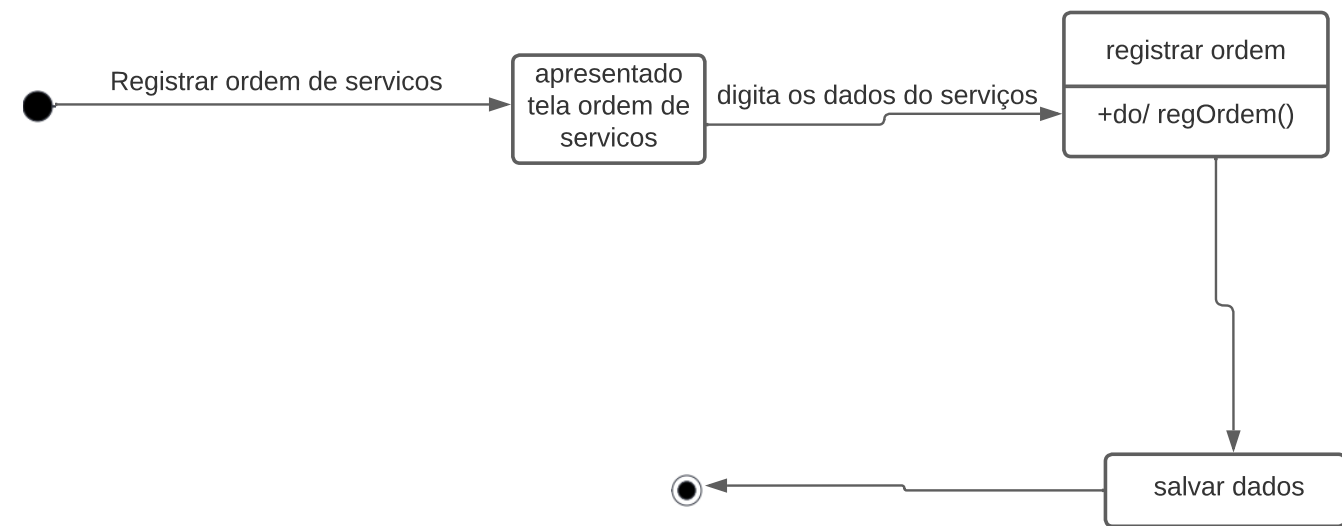 Registrar ordem de servicos
apresentado
tela ordem de
servicos
digita os dados do serviços
registrar ordem
+do/ regOrdem()
salvar dados